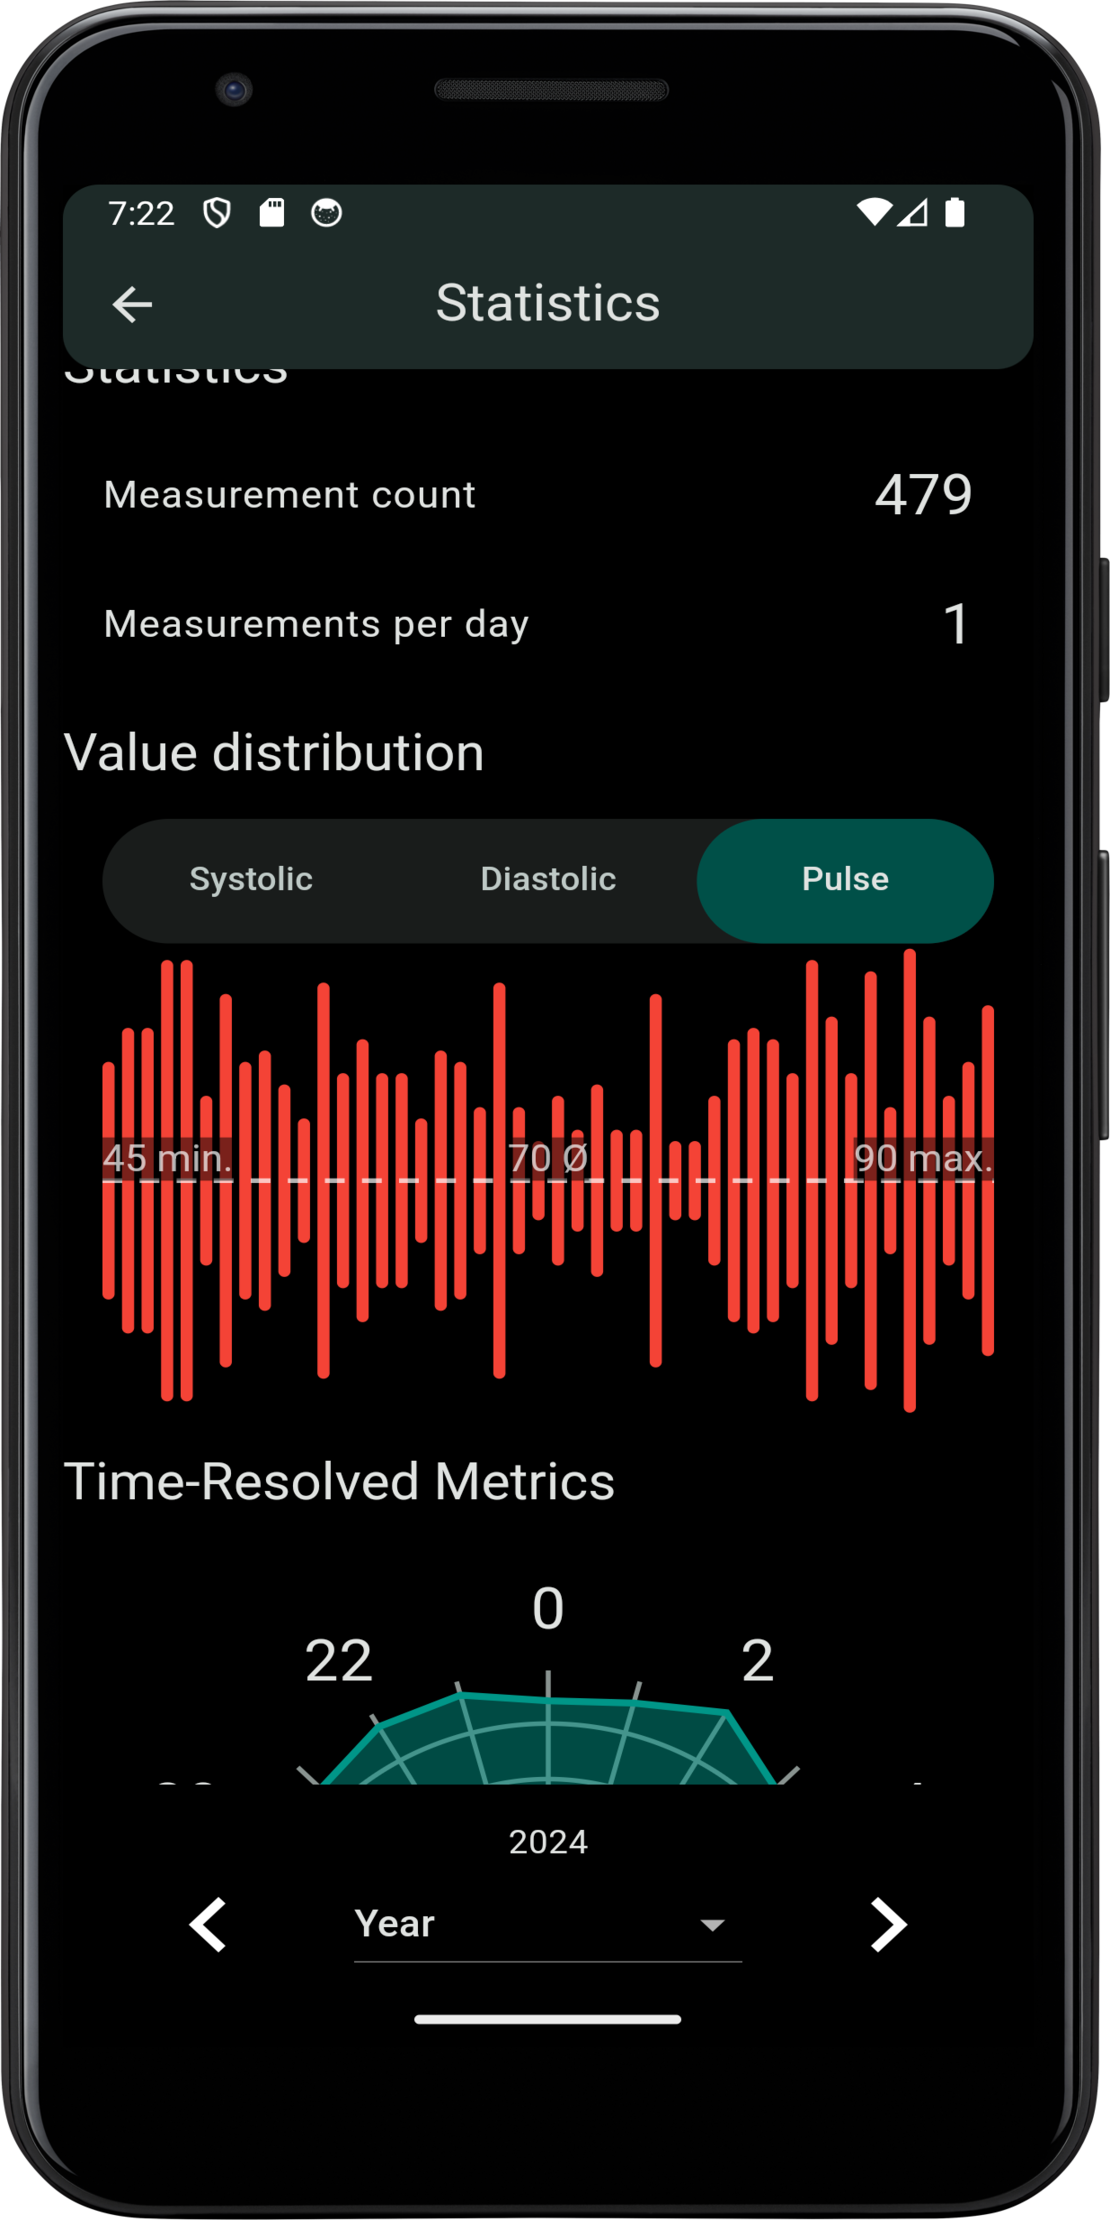 7:22
Statistics
Statistics
Measurement count 479
Measurements per day 1
Value distribution
Systolic Diastolic Pulse
45 min. 70 Ø 90 max.
Time-Resolved Metrics
0
22 2
2024
Year